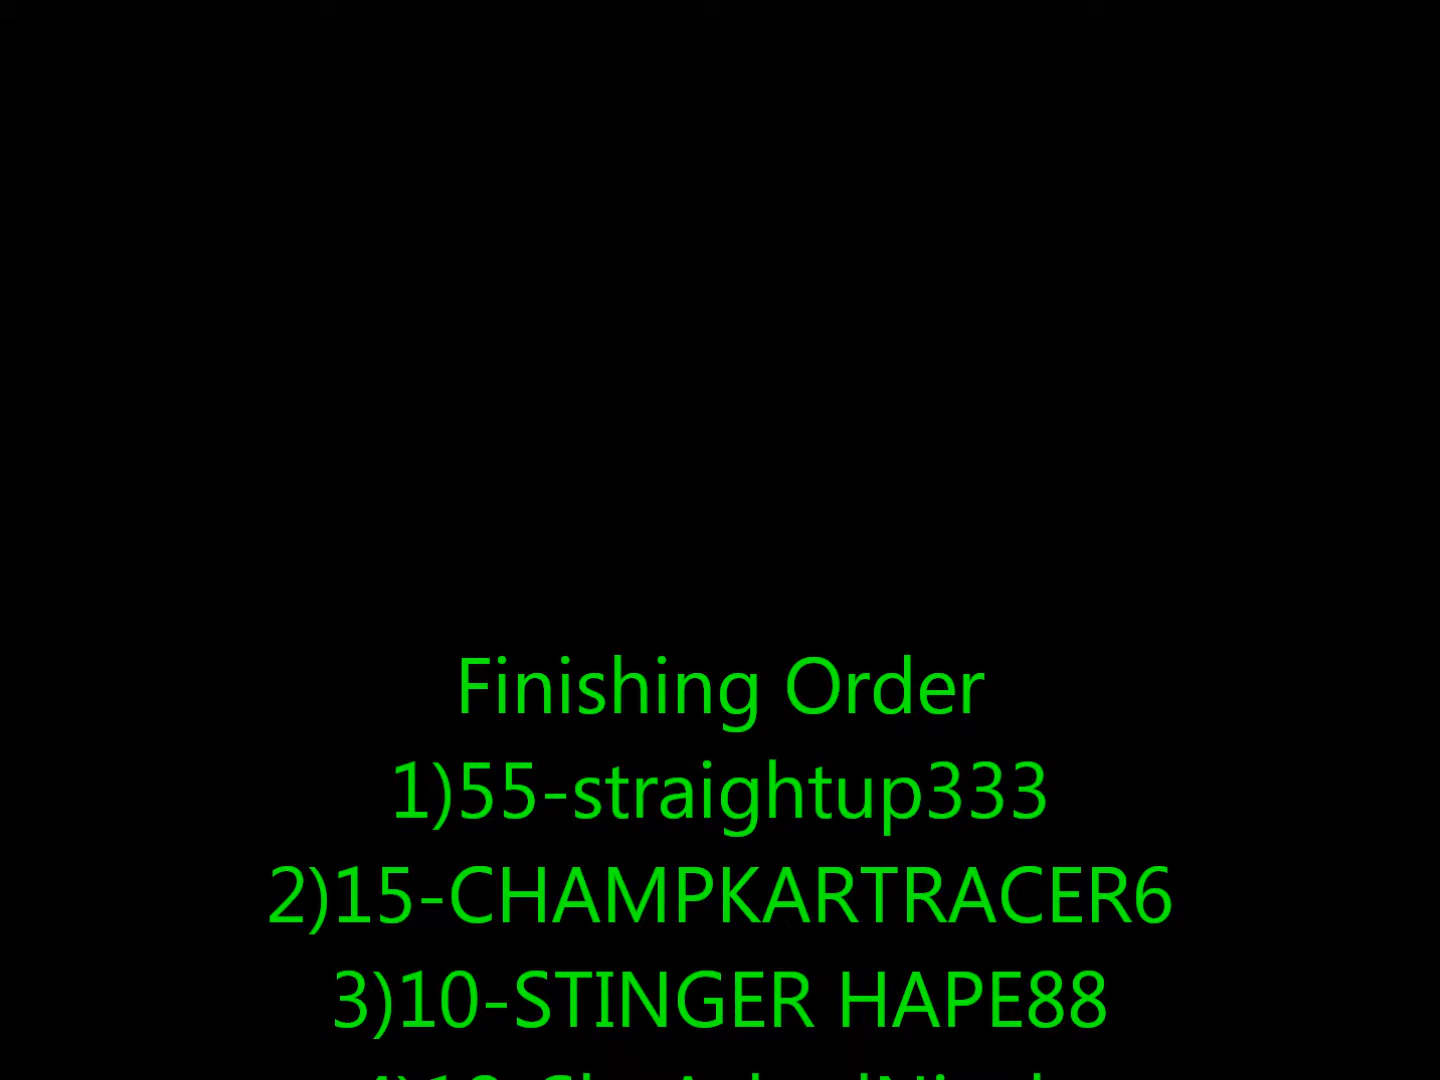 Finishing Order
1)55-straightup333
2)15-CHAMPKARTRACER6
3)10-STINGER HAPE88